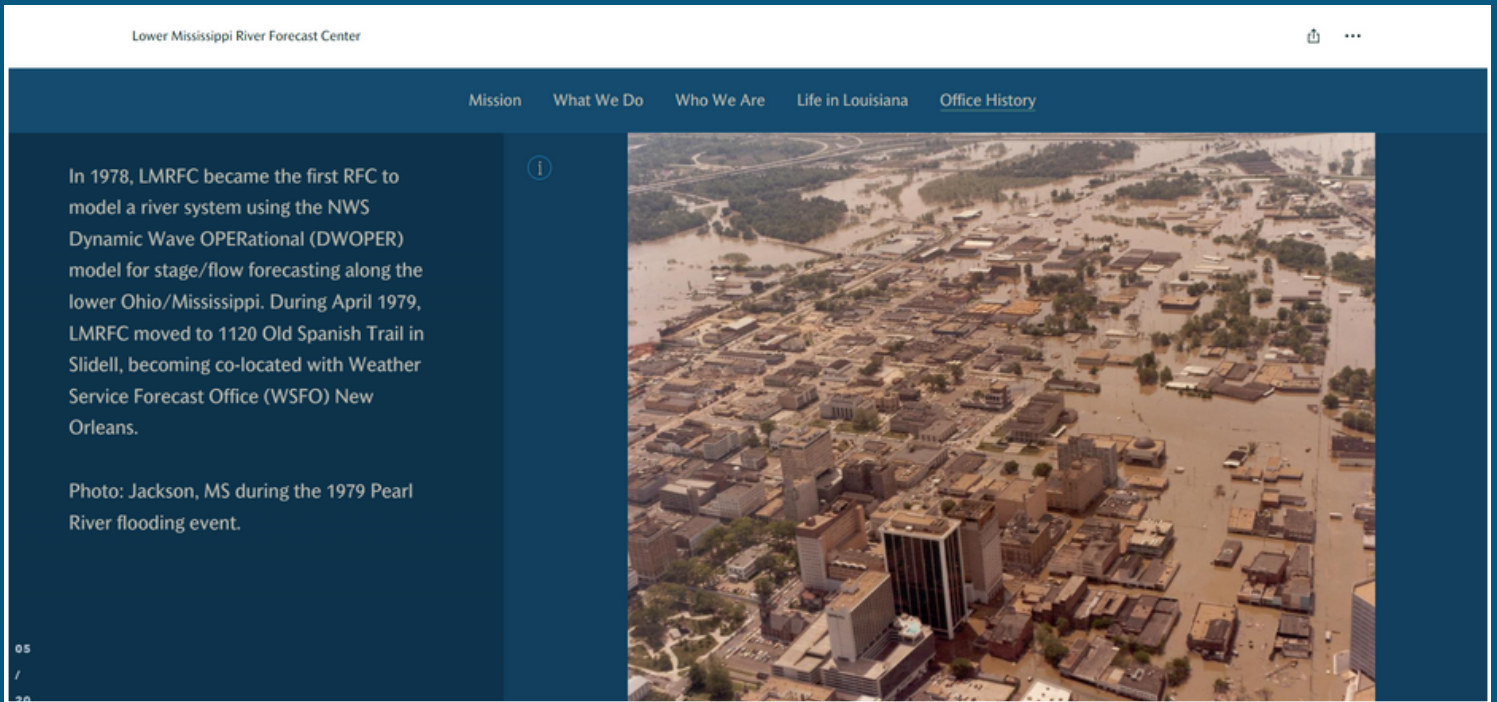 Lower Mississippi River Forecast Center
Mission What We Do Who We Are Life in Louisiana Office History
In 1978, LMRFC became the first RFC to
model a river system using the NWS
Dynamic Wave OPERational (DWOPER)
model for stage/flow forecasting along the
lower Ohio/Mississippi. During April 1979,
LMRFC moved to 1120 Old Spanish Trail in
Slidell, becoming co-located with Weather
Service Forecast Office (WSFO) New
Orleans.
Photo: Jackson, MS during the 1979 Pearl
River flooding event.
05
/